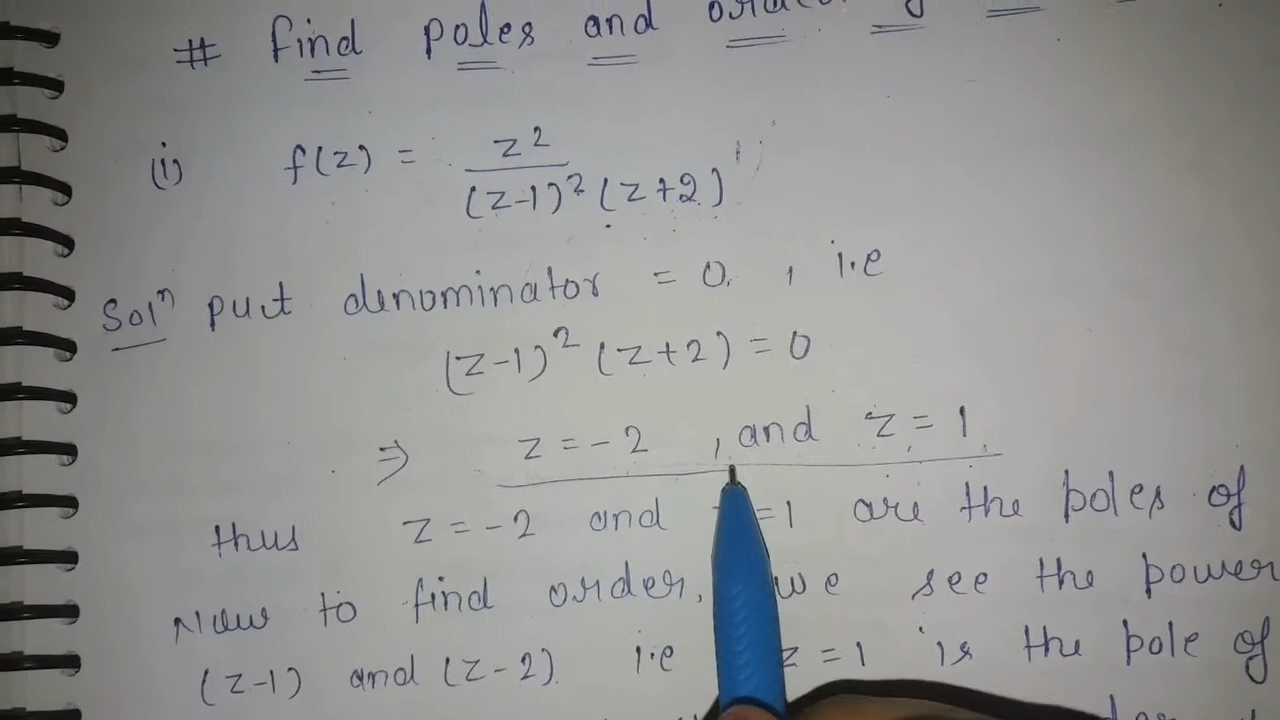 # find poles and order of
(i) f(z) = z²
(z-1)² (z+2)
Solⁿ put denominator = 0. , i.e
(z-1)² (z+2) = 0
⇒ z = -2 , and z = 1
thus z = -2 and =1 are the poles of
Now to find order, we see the power
(z-1) and (z-2) i.e z = 1 is the pole of